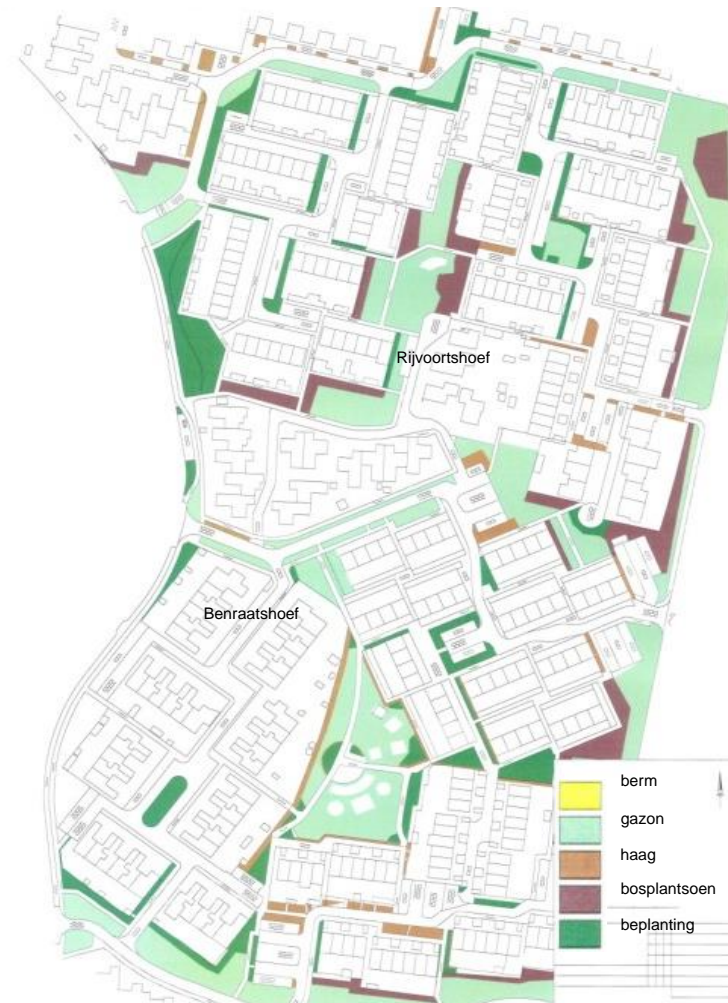 Rijvoortshoef
Benraatshoef
berm
gazon
haag
bosplantsoen
beplanting